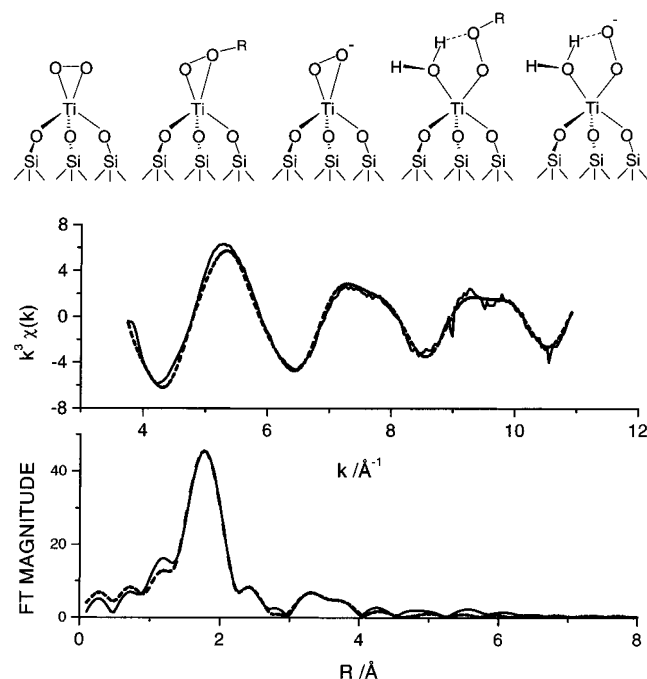 R R
O O O O O O⁻ H O H O⁻
H O O H O O
Ti Ti Ti Ti Ti
O O O O O O O O O O O O O O O
Si Si Si Si Si Si Si Si Si Si Si Si Si Si Si
8
4
0
-4
-8
k³ χ(k)
4 6 8 10 12
k /Å⁻¹
40
20
0
FT MAGNITUDE
0 2 4 6 8
R /Å